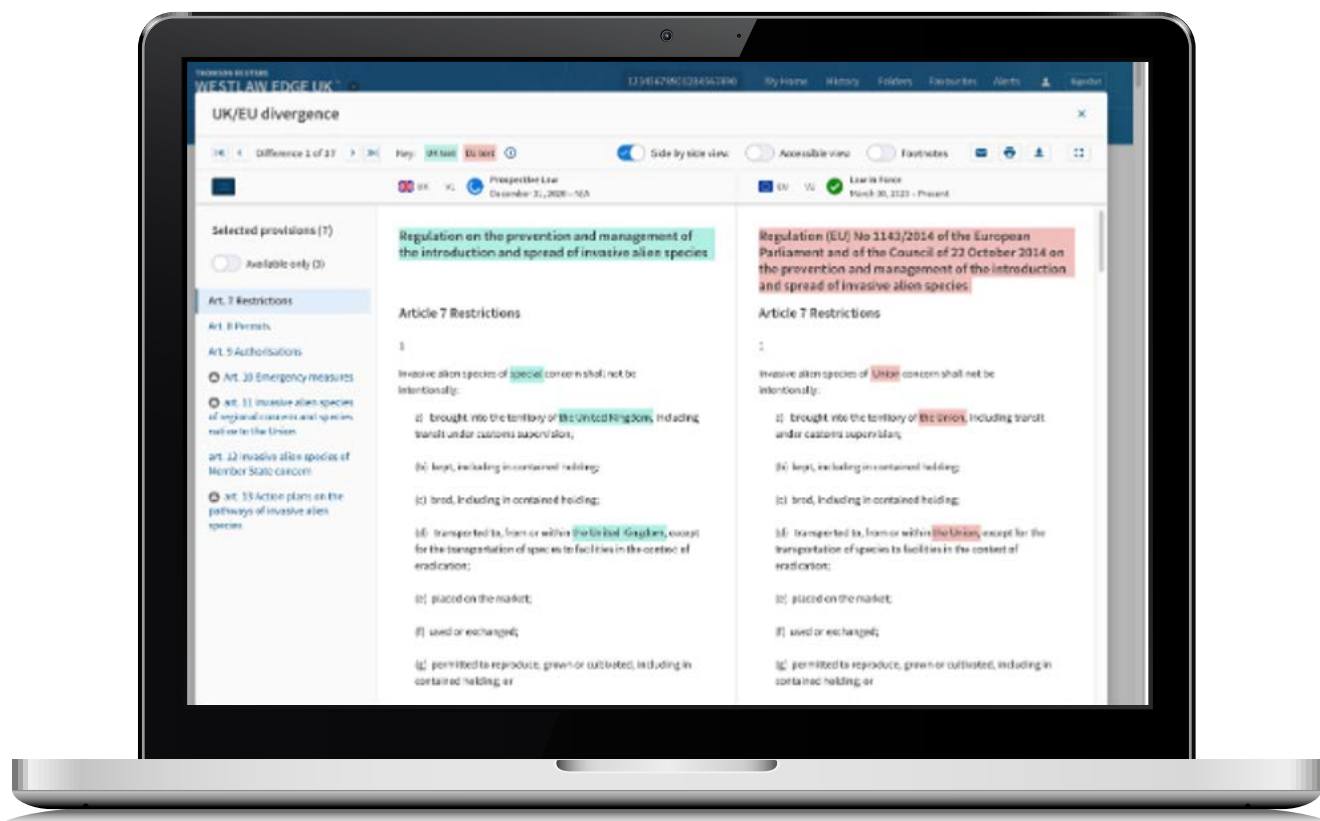 THOMSON REUTERS
WESTLAW EDGE UK
My Home History Folders Favourites Alerts
UK/EU divergence
Difference 1 of 17 Key: UK text EU text Side by side view Accessible view Footnotes
UK V1 Prospective Law
December 31, 2020 - N/A
EU V2 Law In Force
March 30, 2023 - Present
Selected provisions (7)
Available only (3)
Art. 7 Restrictions
Art. 8 Permits
Art. 9 Authorisations
Art. 10 Emergency measures
art. 11 Invasive alien species
of regional concern and species
native to the Union
art. 12 Invasive alien species of
Member State concern
art. 13 Action plans on the
pathways of invasive alien
species
Regulation on the prevention and management of
the introduction and spread of invasive alien species
Article 7 Restrictions
1
Invasive alien species of special concern shall not be
intentionally:
a) brought into the territory of the United Kingdom, including
transit under customs supervision;
(b) kept, including in contained holding;
(c) bred, including in contained holding;
(d) transported to, from or within the United Kingdom, except
for the transportation of species to facilities in the context of
eradication;
(e) placed on the market;
(f) used or exchanged;
(g) permitted to reproduce, grown or cultivated, including in
contained holding; or
Regulation (EU) No 1143/2014 of the European
Parliament and of the Council of 22 October 2014 on
the prevention and management of the introduction
and spread of invasive alien species
Article 7 Restrictions
1
Invasive alien species of Union concern shall not be
intentionally:
a) brought into the territory of the Union, including transit
under customs supervision;
(b) kept, including in contained holding;
(c) bred, including in contained holding;
(d) transported to, from or within the Union, except for the
transportation of species to facilities in the context of
eradication;
(e) placed on the market;
(f) used or exchanged;
(g) permitted to reproduce, grown or cultivated, including in
contained holding; or